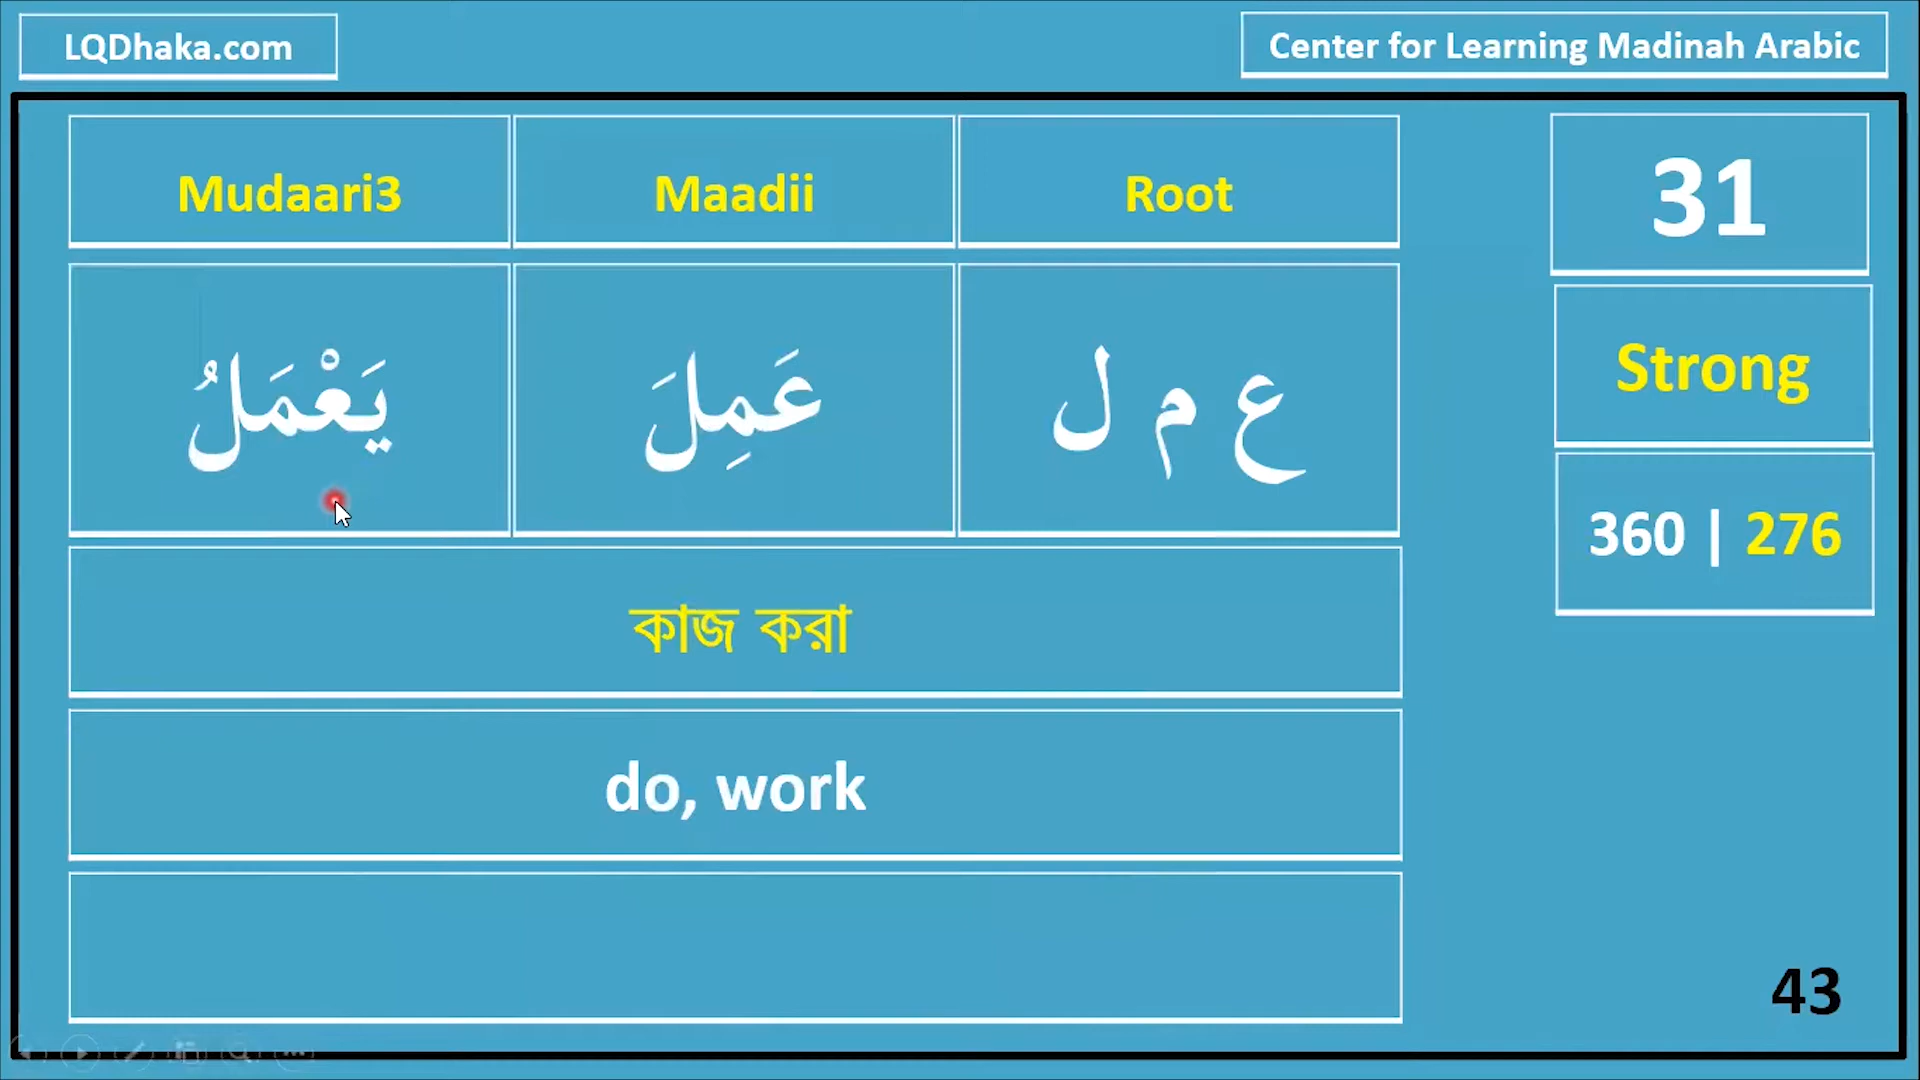 LQDhaka.com
Center for Learning Madinah Arabic
Mudaari3
Maadii
Root
31
يَعْمَلُ
عَمِلَ
ع م ل
Strong
360 | 276
কাজ করা
do, work
43